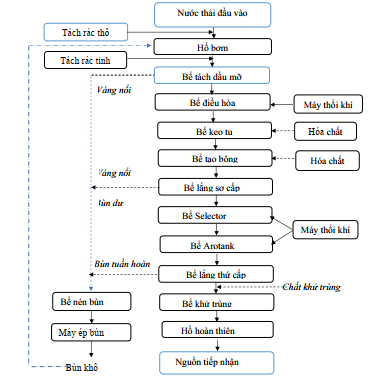 Nước thải đầu vào
Tách rác thô
Hố bơm
Tách rác tinh
Bể tách dầu mỡ
Váng nổi
Bể điều hòa
Máy thổi khí
Bể keo tụ
Hóa chất
Bể tạo bông
Hóa chất
Váng nổi
Bể lắng sơ cấp
Bùn dư
Bể Selector
Máy thổi khí
Bể Arotank
Bùn tuần hoàn
Bể lắng thứ cấp
Chất khử trùng
Bể nén bùn
Bể khử trùng
Máy ép bùn
Hồ hoàn thiên
Bùn khô
Nguồn tiếp nhận